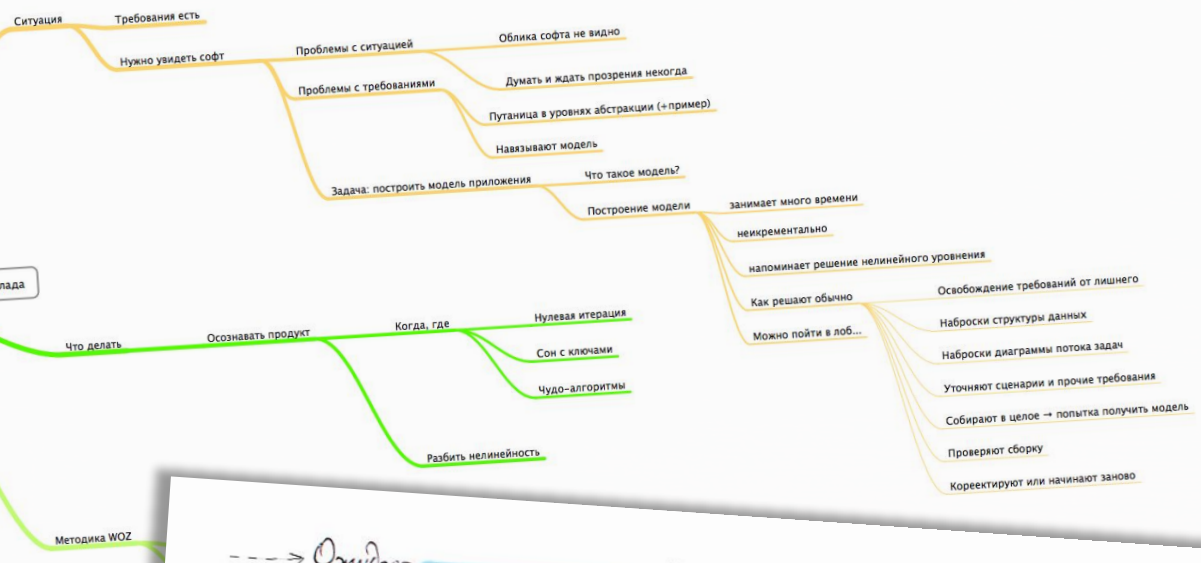 Ситуация
Требования есть
Нужно увидеть софт
Проблемы с ситуацией
Облика софта не видно
Думать и ждать прозрения некогда
Проблемы с требованиями
Путаница в уровнях абстракции (+пример)
Навязывают модель
Задача: построить модель приложения
Что такое модель?
Построение модели
занимает много времени
неикрементально
напоминает решение нелинейного уровнения
Как решают обычно
Освобождение требований от лишнего
Наброски структуры данных
Наброски диаграммы потока задач
Уточняют сценарии и прочие требования
Собирают в целое → попытка получить модель
Проверяют сборку
Кореектируют или начинают заново
Можно пойти в лоб...
лада
Что делать
Осознавать продукт
Когда, где
Нулевая итерация
Сон с ключами
Чудо-алгоритмы
Разбить нелинейность
Методика WOZ